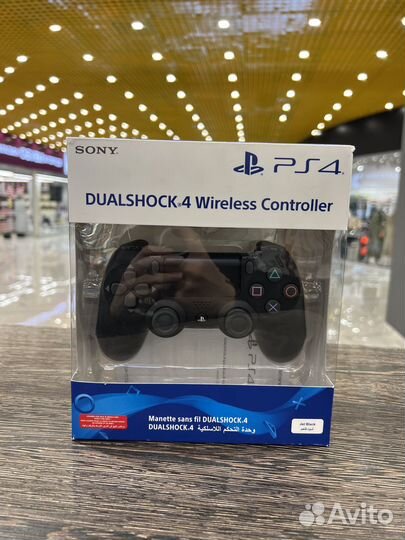 SONY
PS4
DUALSHOCK 4 Wireless Controller
PS4
Manette sans fil DUALSHOCK.4
وحدة التحكم اللاسلكية DUALSHOCK.4
Jet Black
Avito